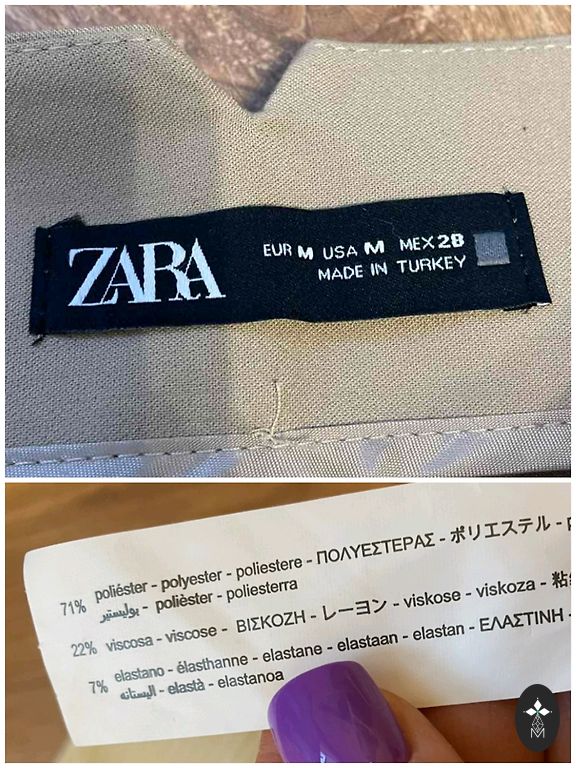 ZARA
EUR M USA M MEX 28
MADE IN TURKEY
71% poliéster - polyester - poliestere - ΠΟΛΥΕΣΤΕΡΑΣ - ポリエステル -
بوليستير - polièster - poliesterra
22% viscosa - viscose - ΒΙΣΚΟΖΗ - レーヨン - viskose - viskoza -
7% elastano - élasthanne - elastane - elastaan - elastan - ΕΛΑΣΤΙΝΗ -
اليستانه - elastà - elastanoa
M